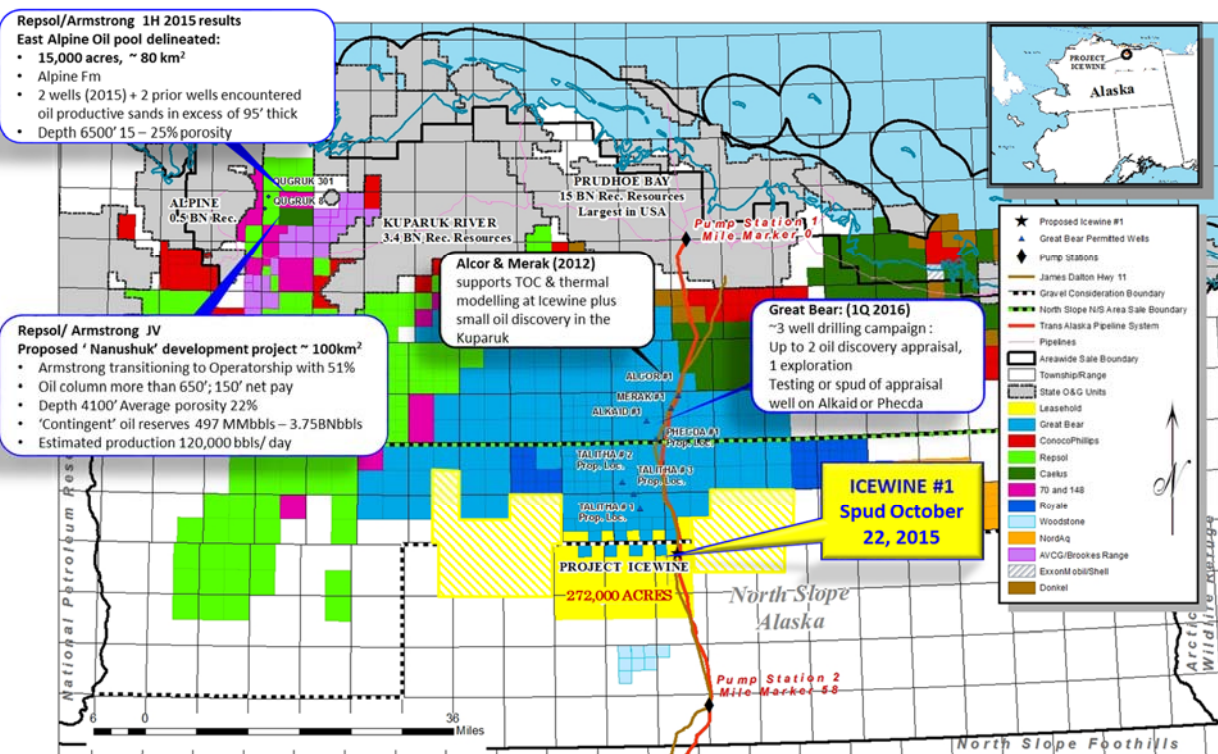 Repsol/Armstrong 1H 2015 results
East Alpine Oil pool delineated:
• 15,000 acres, ~ 80 km²
• Alpine Fm
• 2 wells (2015) + 2 prior wells encountered
oil productive sands in excess of 95' thick
• Depth 6500' 15 – 25% porosity
PROJECT
ICEWINE
Alaska
QUGRUK 301
QUGRUK 8
ALPINE
0.5 BN Rec.
PRUDHOE BAY
15 BN Rec. Resources
Largest in USA
KUPARUK RIVER
3.4 BN Rec. Resources
Pump Station 1
Mile Marker 0
Alcor & Merak (2012)
supports TOC & thermal
modelling at Icewine plus
small oil discovery in the
Kuparuk
Great Bear: (1Q 2016)
~3 well drilling campaign :
Up to 2 oil discovery appraisal,
1 exploration
Testing or spud of appraisal
well on Alkaid or Phecda
Repsol/ Armstrong JV
Proposed ' Nanushuk' development project ~ 100km²
• Armstrong transitioning to Operatorship with 51%
• Oil column more than 650'; 150' net pay
• Depth 4100' Average porosity 22%
• 'Contingent' oil reserves 497 MMbbls – 3.75BNbbls
• Estimated production 120,000 bbls/ day
Proposed Icewine #1
Great Bear Permitted Wells
Pump Stations
James Dalton Hwy 11
Gravel Consideration Boundary
North Slope N/S Area Sale Boundary
Trans Alaska Pipeline System
Pipelines
Areawide Sale Boundary
Township/Range
State O&G Units
Leasehold
Great Bear
ConocoPhillips
Repsol
Caelus
70 and 148
Royale
Woodstone
NordAq
AVCG/Brookes Range
ExxonMobil/Shell
Donkel
N
ALCOR #1
MERAK #1
ALKAID #1
PHECDA #1
Prop. Loc.
TALITHA # 2
Prop. Loc.
TALITHA # 3
Prop. Loc.
TALITHA # 1
Prop. Loc.
ICEWINE #1
Spud October
22, 2015
PROJECT ICEWINE
272,000 ACRES
North Slope
Alaska
National Petroleum Rese
Arctic
Wildlife Refuge
Pump Station 2
Mile Marker 58
6 0 36
Miles
North Slope Foothills